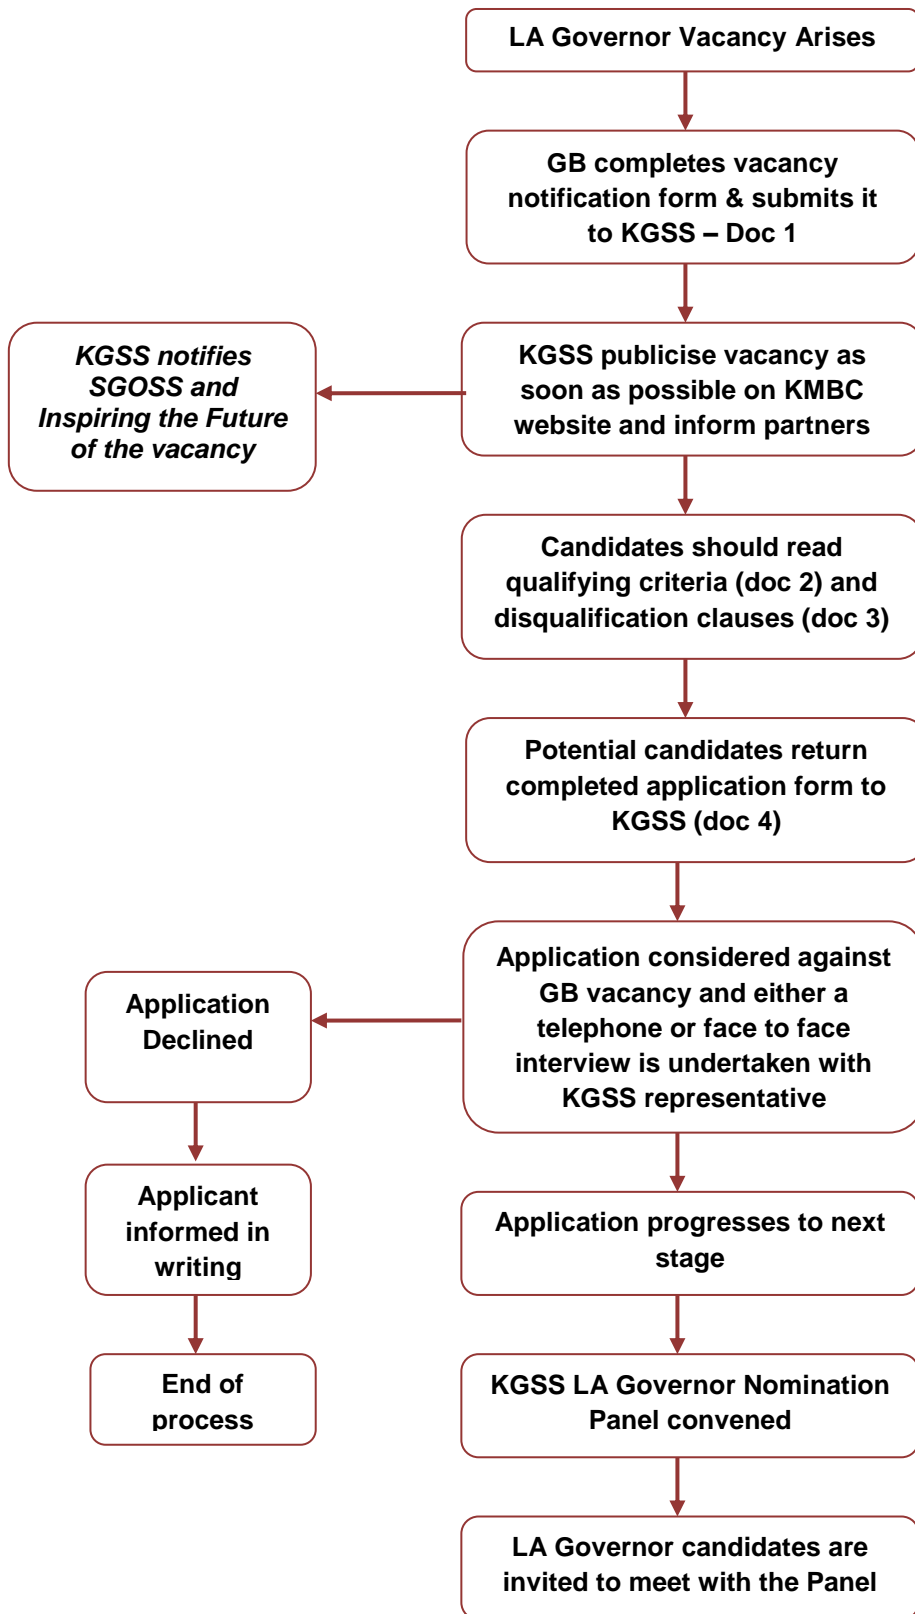 LA Governor Vacancy Arises
GB completes vacancy
notification form & submits it
to KGSS – Doc 1
KGSS notifies
SGOSS and
Inspiring the Future
of the vacancy
KGSS publicise vacancy as
soon as possible on KMBC
website and inform partners
Candidates should read
qualifying criteria (doc 2) and
disqualification clauses (doc 3)
Potential candidates return
completed application form to
KGSS (doc 4)
Application considered against
GB vacancy and either a
telephone or face to face
interview is undertaken with
KGSS representative
Application
Declined
Applicant
informed in
writing
End of
process
Application progresses to next
stage
KGSS LA Governor Nomination
Panel convened
LA Governor candidates are
invited to meet with the Panel